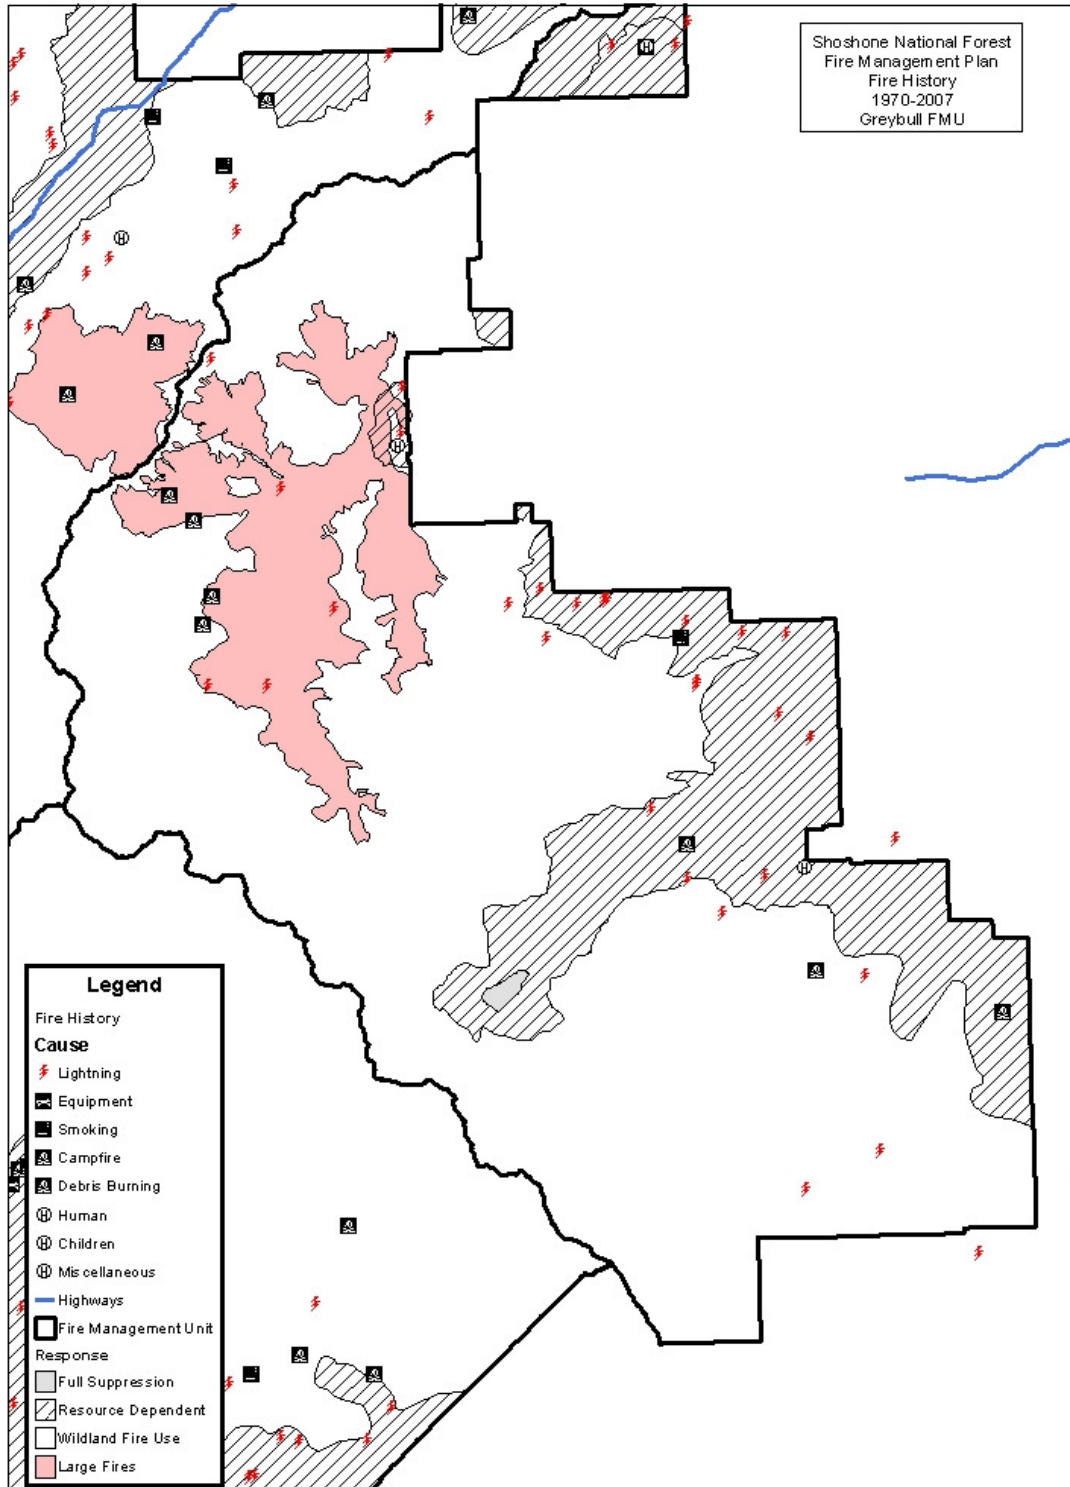 Shoshone National Forest
Fire Management Plan
Fire History
1970-2007
Greybull FMU
Legend
Fire History
Cause
Lightning
Equipment
Smoking
Campfire
Debris Burning
Human
Children
Miscellaneous
Highways
Fire Management Unit
Response
Full Suppression
Resource Dependent
Wildland Fire Use
Large Fires